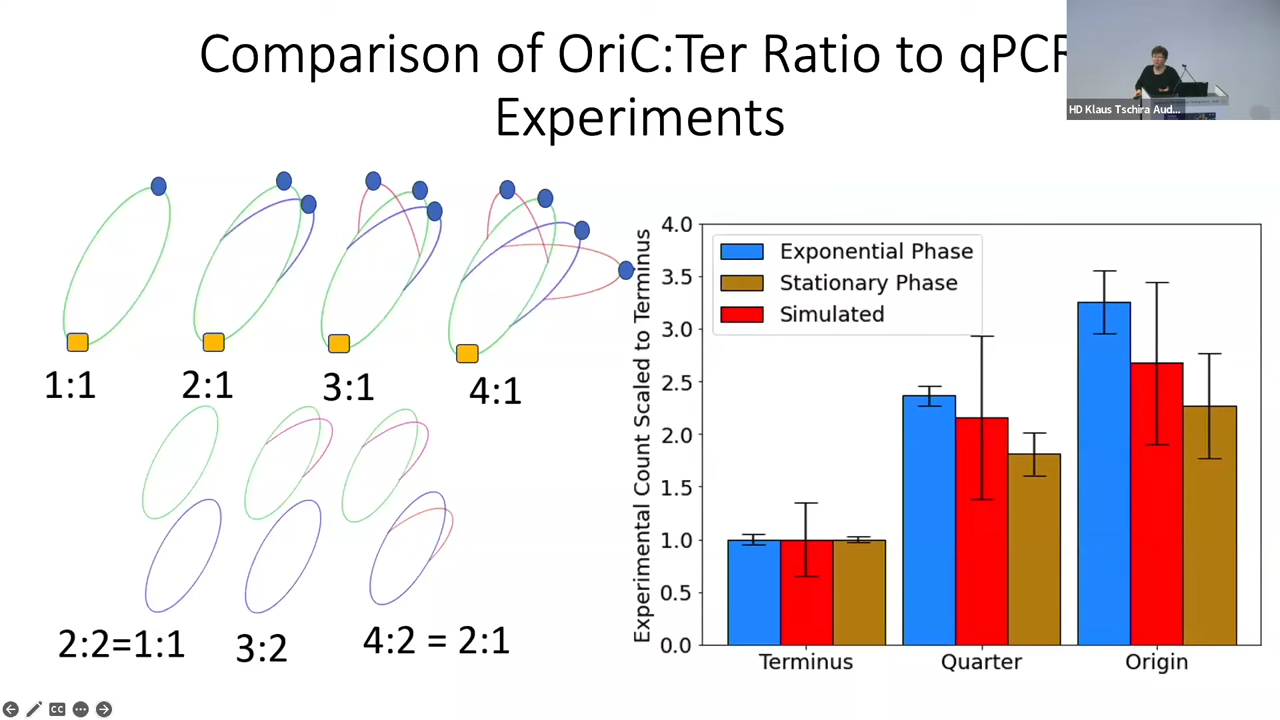 Comparison of OriC:Ter Ratio to qPCR
Experiments
HD Klaus Tschira Aud...
1:1
2:1
3:1
4:1
2:2=1:1
3:2
4:2 = 2:1
Experimental Count Scaled to Terminus
4.0
3.5
3.0
2.5
2.0
1.5
1.0
0.5
0.0
Exponential Phase
Stationary Phase
Simulated
Terminus
Quarter
Origin
CC